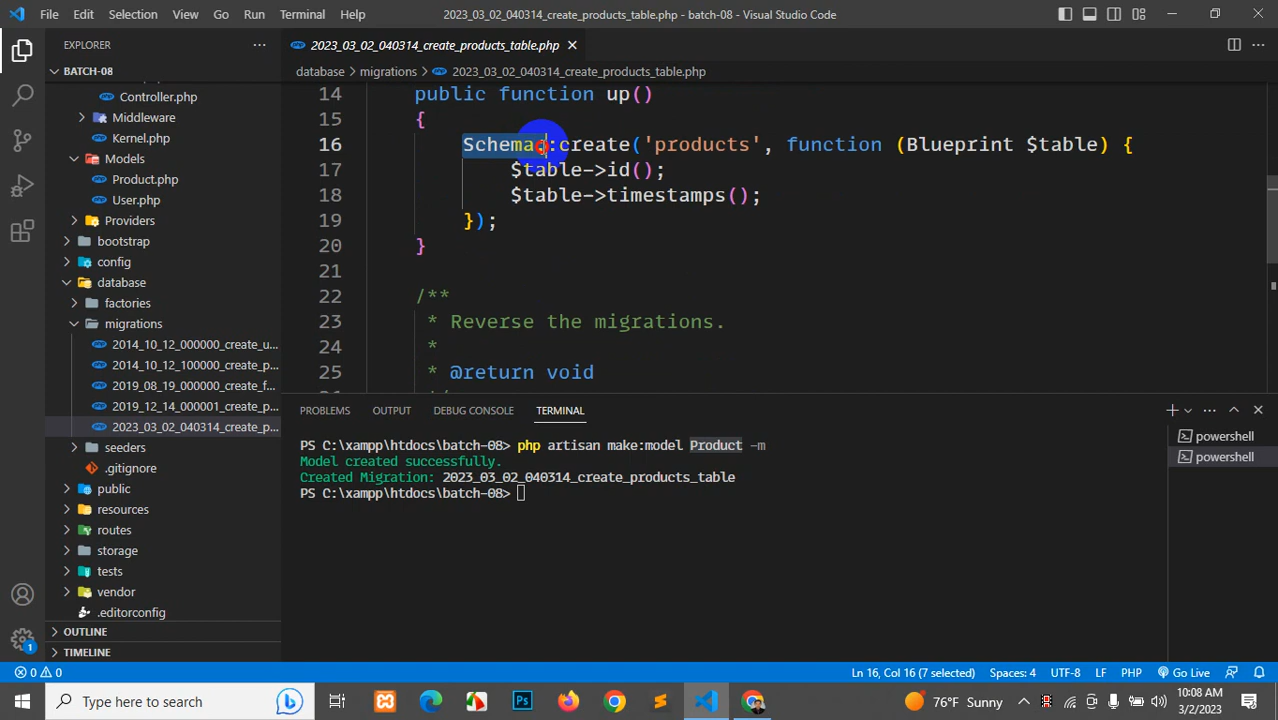 File Edit Selection View Go Run Terminal Help 2023_03_02_040314_create_products_table.php - batch-08 - Visual Studio Code
EXPLORER
2023_03_02_040314_create_products_table.php
BATCH-08
database > migrations > 2023_03_02_040314_create_products_table.php
Controller.php
Middleware
Kernel.php
Models
Product.php
User.php
Providers
bootstrap
config
database
factories
migrations
2014_10_12_000000_create_u...
2014_10_12_100000_create_p...
2019_08_19_000000_create_f...
2019_12_14_000001_create_p...
2023_03_02_040314_create_p...
seeders
.gitignore
public
resources
routes
storage
tests
vendor
.editorconfig
OUTLINE
TIMELINE
14 public function up()
15 {
16 Schema::create('products', function (Blueprint $table) {
17 $table->id();
18 $table->timestamps();
19 });
20 }
21
22 /**
23 * Reverse the migrations.
24 *
25 * @return void
PROBLEMS OUTPUT DEBUG CONSOLE TERMINAL
PS C:\xampp\htdocs\batch-08> php artisan make:model Product -m
Model created successfully.
Created Migration: 2023_03_02_040314_create_products_table
PS C:\xampp\htdocs\batch-08>
powershell
powershell
0 0 Ln 16, Col 16 (7 selected) Spaces: 4 UTF-8 LF PHP Go Live
Type here to search
Ps
76°F Sunny
10:08 AM
3/2/2023